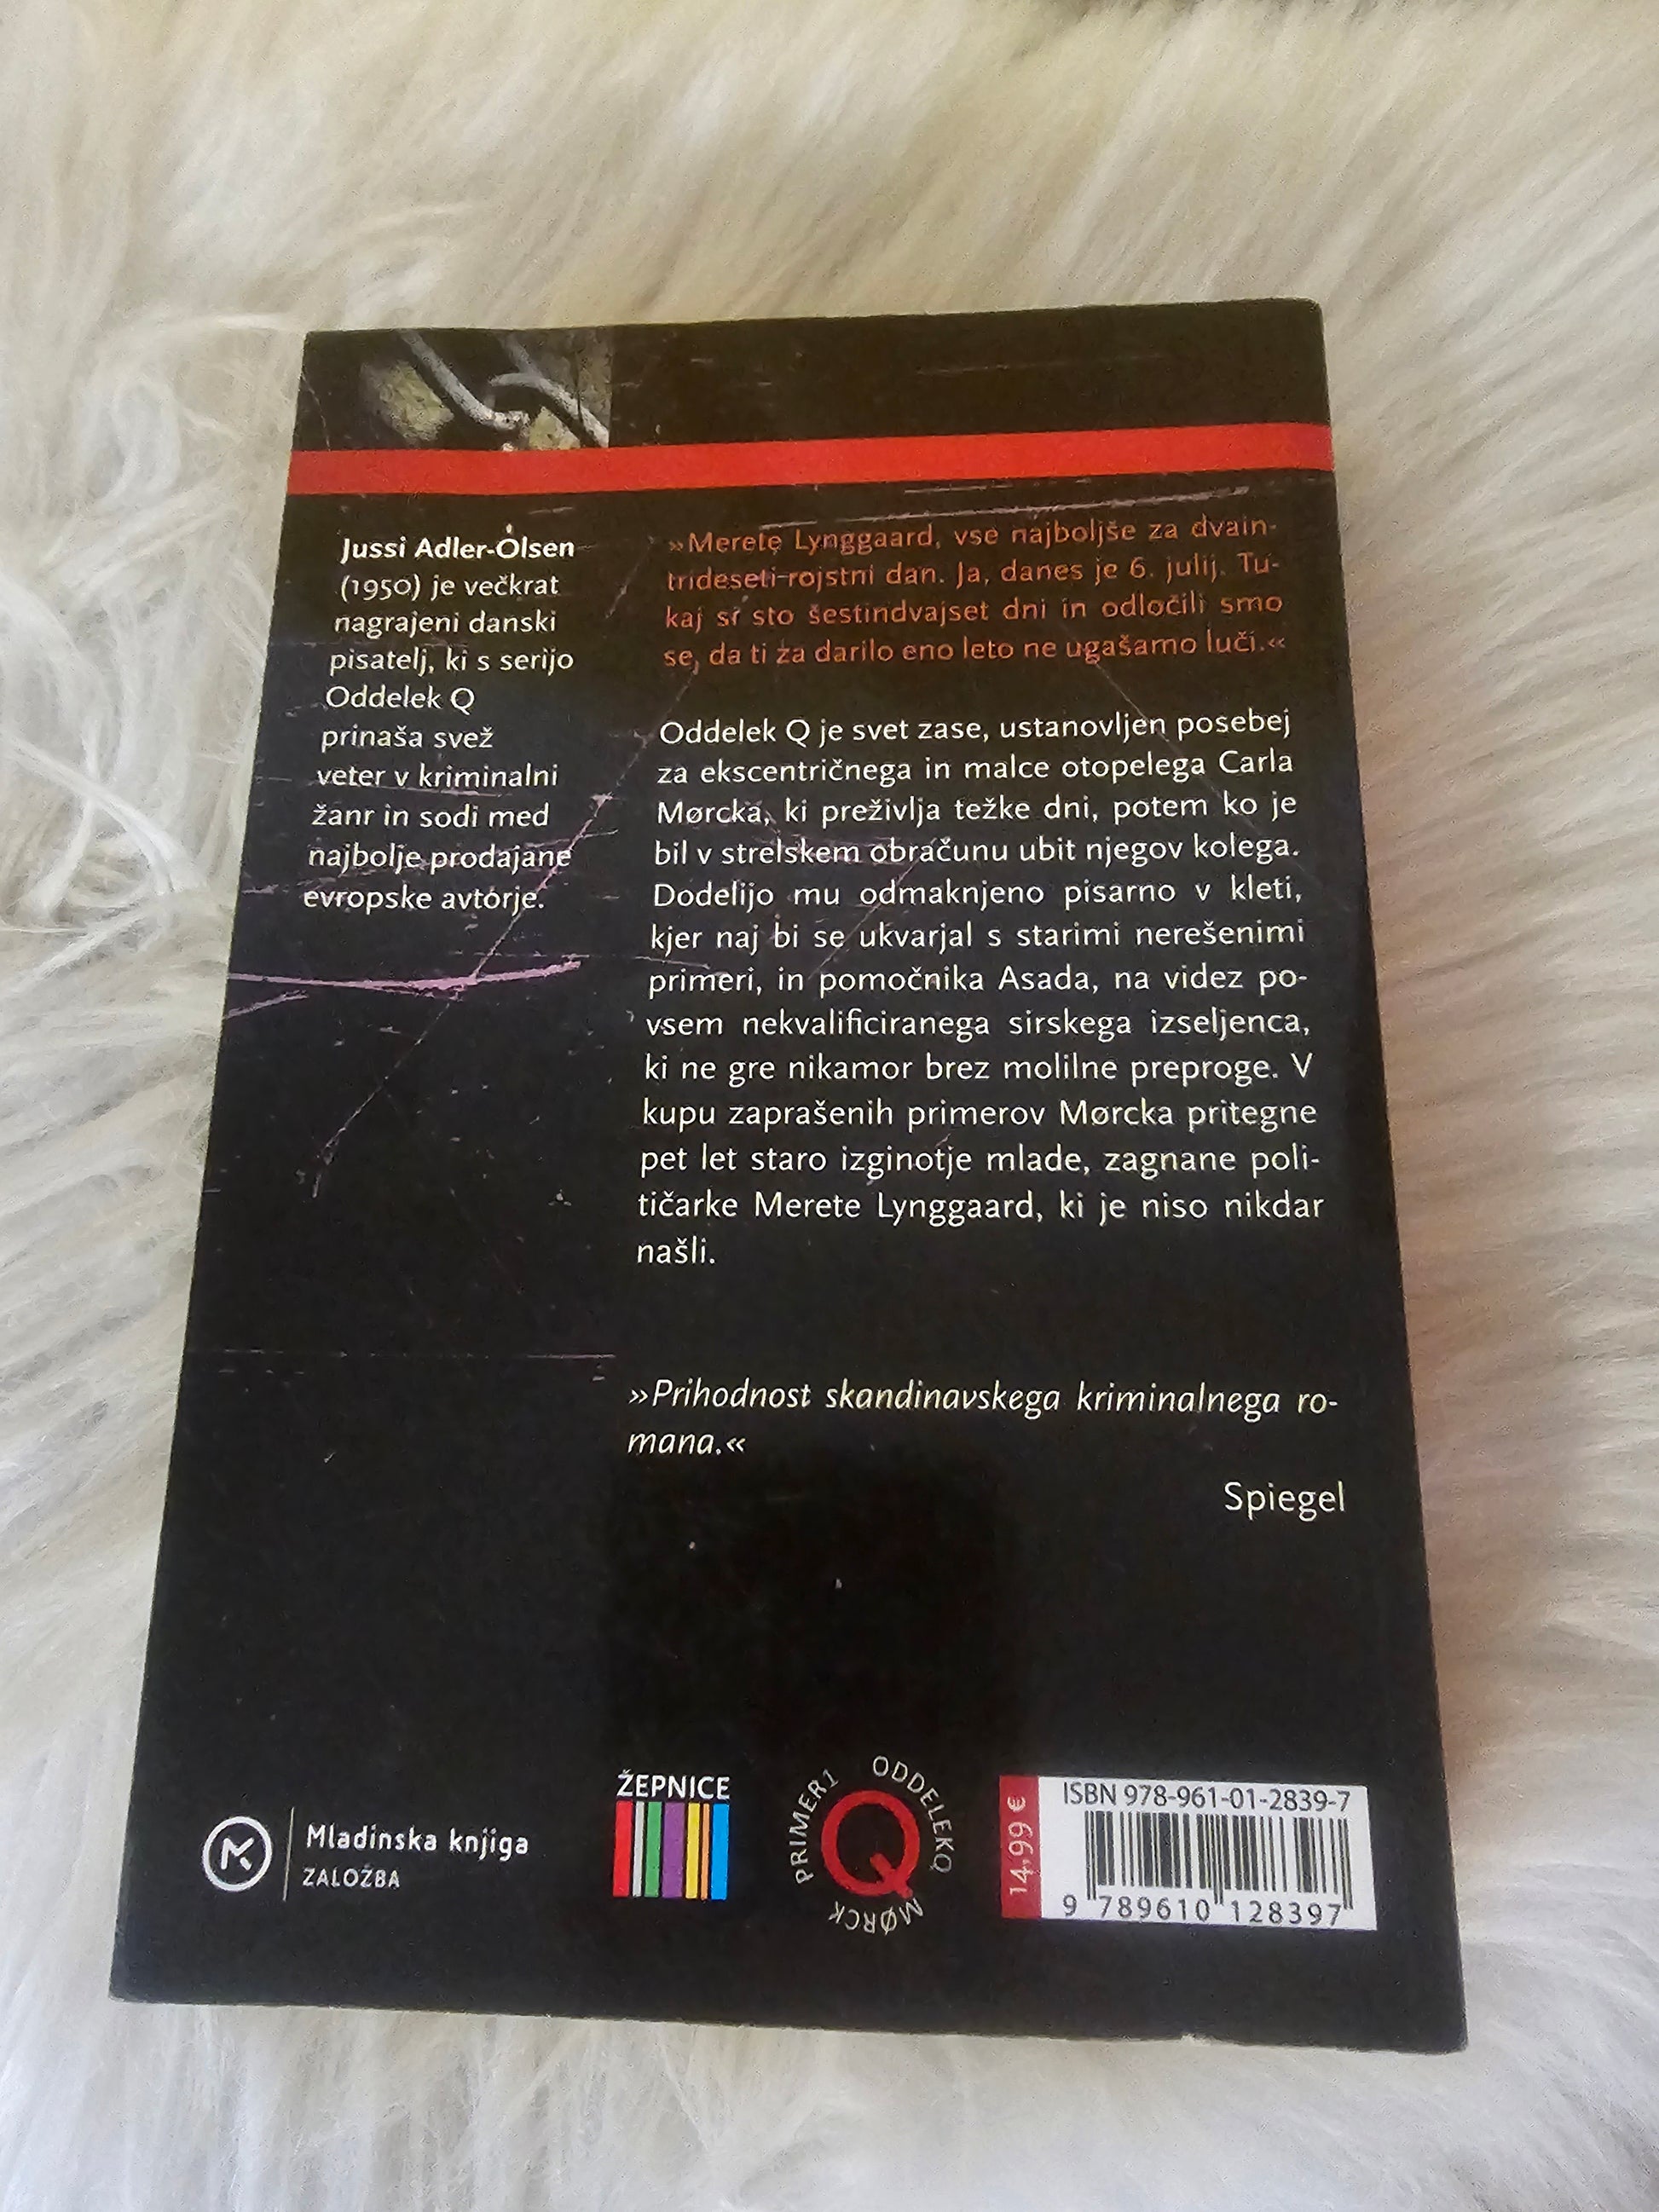 Jussi Adler-Olsen
(1950) je večkrat
nagrajeni danski
pisatelj, ki s serijo
Oddelek Q
prinaša svež
veter v kriminalni
žanr in sodi med
najbolje prodajane
evropske avtorje.
»Merete Lynggaard, vse najboljše za dvain-
trideseti rojstni dan. Ja, danes je 6. julij. Tu-
kaj si sto šestindvajset dni in odločili smo
se, da ti za darilo eno leto ne ugašamo luči.«
Oddelek Q je svet zase, ustanovljen posebej
za ekscentričnega in malce otopelega Carla
Mørcka, ki preživlja težke dni, potem ko je
bil v strelskem obračunu ubit njegov kolega.
Dodelijo mu odmaknjeno pisarno v kleti,
kjer naj bi se ukvarjal s starimi nerešenimi
primeri, in pomočnika Asada, na videz po-
vsem nekvalificiranega sirskega izseljenca,
ki ne gre nikamor brez molilne preproge. V
kupu zaprašenih primerov Mørcka pritegne
pet let staro izginotje mlade, zagnane poli-
tičarke Merete Lynggaard, ki je niso nikdar
našli.
»Prihodnost skandinavskega kriminalnega ro-
mana.«
Spiegel
Mladinska knjiga
ZALOŽBA
ŽEPNICE
PRIMER1 ODDELEKQ MØRCK
Q
14,99 €
ISBN 978-961-01-2839-7
9 789610 128397